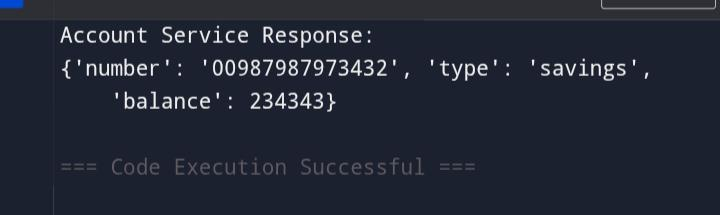 Account Service Response:
{'number': '00987987973432', 'type': 'savings',
    'balance': 234343}
=== Code Execution Successful ===